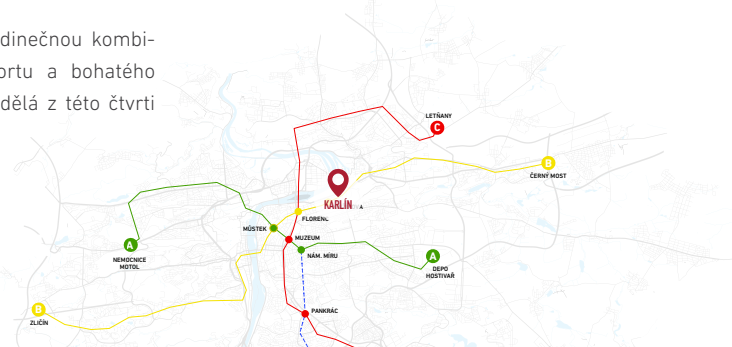 dinečnou kombi-
ortu a bohatého
dělá z této čtvrti
LETŇANY
C
B
ČERNÝ MOST
KARLÍN
A
FLORENC
MŮSTEK
MUZEUM
A
NÁM. MÍRU
A
NEMOCNICE
MOTOL
DEPO
HOSTIVAŘ
B
ZLIČÍN
PANKRÁC